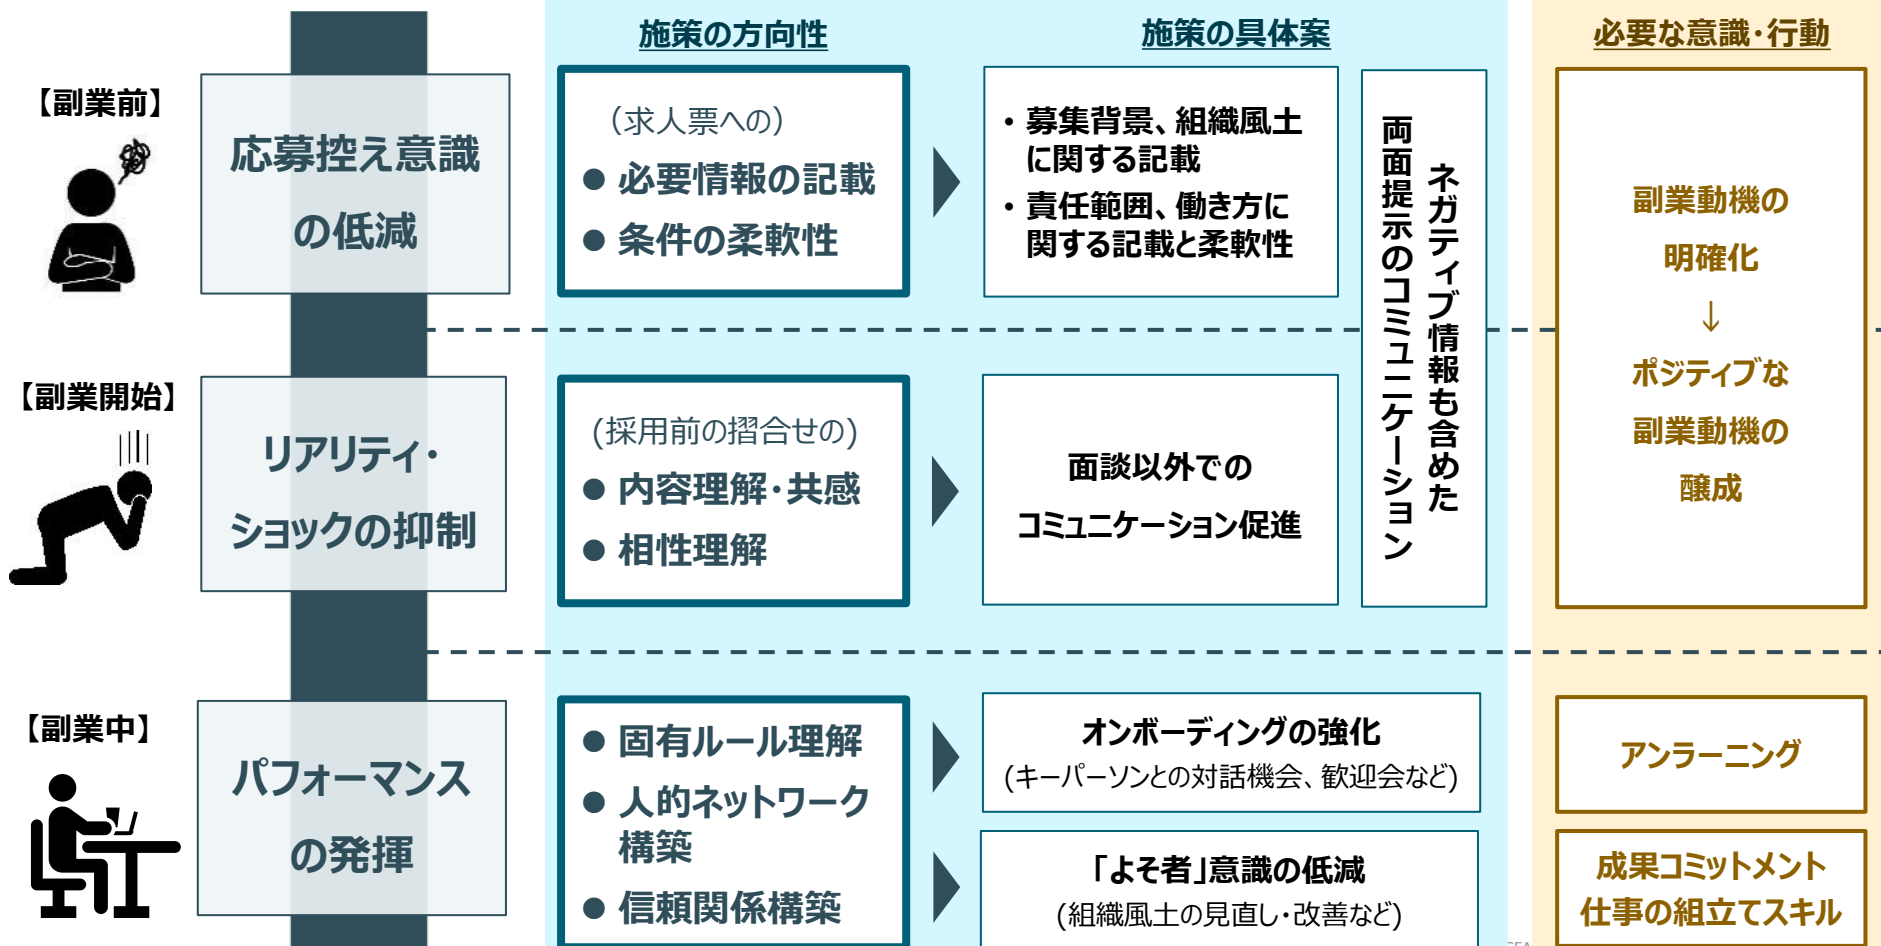 施策の方向性
施策の具体案
必要な意識・行動
【副業前】
応募控え意識
の低減
(求人票への)
● 必要情報の記載
● 条件の柔軟性
・募集背景、組織風土
に関する記載
・責任範囲、働き方に
関する記載と柔軟性
ネガティブ情報も含めた
両面提示のコミュニケーション
副業動機の
明確化
↓
ポジティブな
副業動機の
醸成
【副業開始】
リアリティ・
ショックの抑制
(採用前の摺合せの)
● 内容理解・共感
● 相性理解
面談以外での
コミュニケーション促進
【副業中】
パフォーマンス
の発揮
● 固有ルール理解
● 人的ネットワーク
構築
● 信頼関係構築
オンボーディングの強化
(キーパーソンとの対話機会、歓迎会など)
「よそ者」意識の低減
(組織風土の見直し・改善など)
アンラーニング
成果コミットメント
仕事の組立てスキル